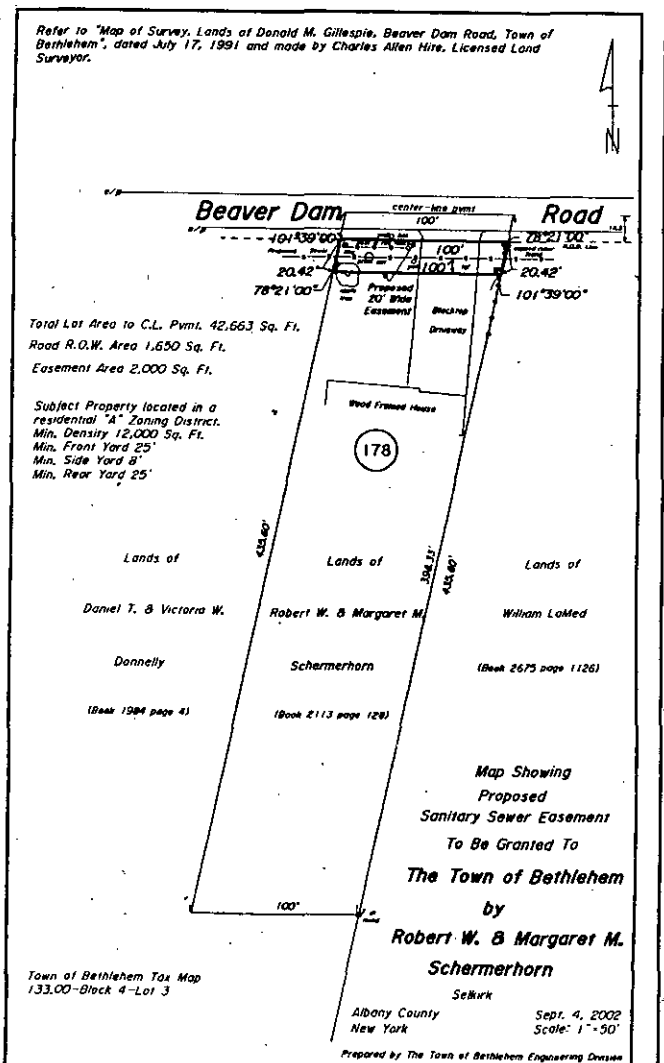 Refer to "Map of Survey, Lands of Donald M. Gillespie, Beaver Dam Road, Town of
Bethlehem", dated July 17, 1991 and made by Charles Allen Hite, Licensed Land
Surveyor.
N
Beaver Dam Road
center-line pvmt
100'
101°39'00"
78°21'00"
100'
20.42'
100'
20.42'
78°21'00"
101°39'00"
Proposed
20' Wide
Easement
Blacktop
Driveway
Total Lot Area to C.L. Pvmt. 42,663 Sq. Ft.
Road R.O.W. Area 1,650 Sq. Ft.
Easement Area 2,000 Sq. Ft.
Subject Property located in a
residential "A" Zoning District.
Min. Density 12,000 Sq. Ft.
Min. Front Yard 25'
Min. Side Yard 8'
Min. Rear Yard 25'
Wood Framed House
178
435.60'
435.60'
Lands of
Daniel T. & Victoria W.
Donnelly
(Book 1984 page 4)
Lands of
Robert W. & Margaret M.
Schermerhorn
(Book 2113 page 128)
Lands of
William LaMed
(Book 2675 page 1126)
100'
Map Showing
Proposed
Sanitary Sewer Easement
To Be Granted To
The Town of Bethlehem
by
Robert W. & Margaret M.
Schermerhorn
Selkirk
Albany County Sept. 4, 2002
New York Scale: 1"=50'
Town of Bethlehem Tax Map
133.00-Block 4-Lot 3
Prepared by The Town of Bethlehem Engineering Division